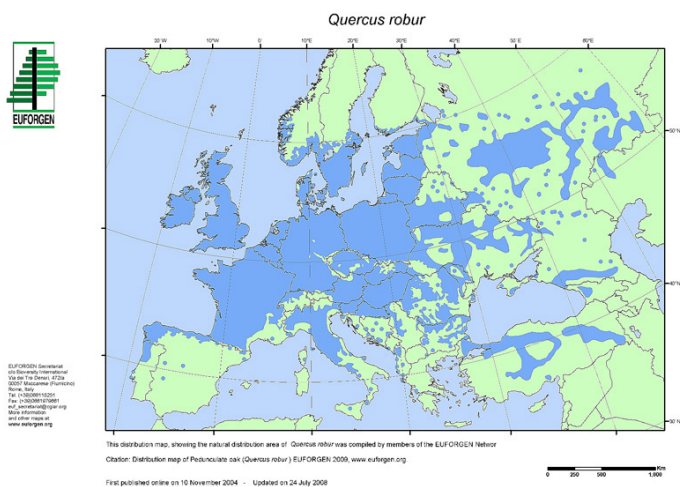 Quercus robur
20°W
10°W
0°
10°E
20°E
30°E
40°E
50°E
60°E
EUFORGEN
50°N
40°N
EUFORGEN Secretariat
c/o Bioversity International
Via dei Tre Denari, 472/a
00057 Maccarese (Fiumicino)
Rome, Italy
More information
and other maps at
www.euforgen.org
This distribution map, showing the natural distribution area of Quercus robur was compiled by members of the EUFORGEN Networ
Citation: Distribution map of Pedunculate oak (Quercus robur) EUFORGEN 2009, www.euforgen.org.
First published online on 10 November 2004 - Updated on 24 July 2008
Km
0 500 1,000